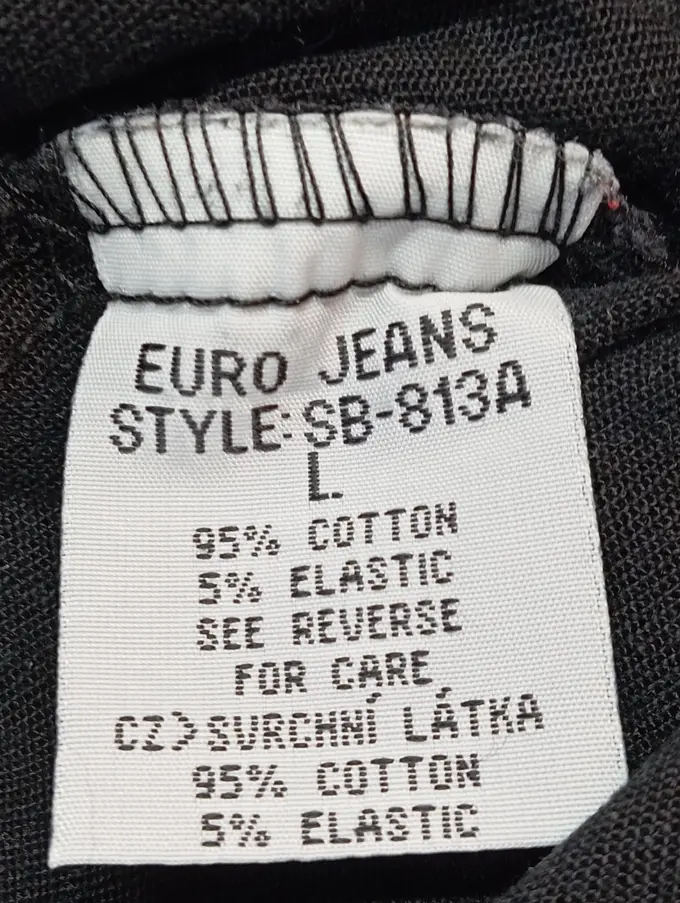 EURO JEANS
STYLE:SB-813A
L
95% COTTON
5% ELASTIC
SEE REVERSE
FOR CARE
CZ>SVRCHNÍ LÁTKA
95% COTTON
5% ELASTIC